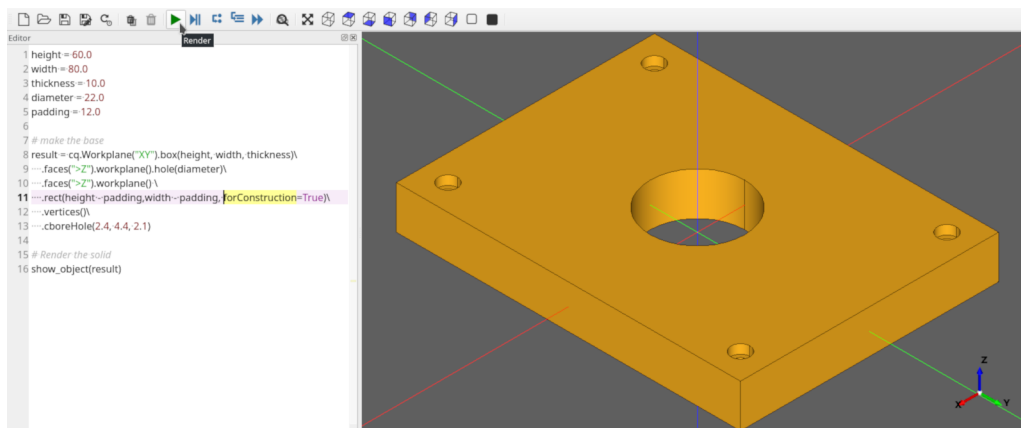 Render
Editor
1 height = 60.0
2 width = 80.0
3 thickness = 10.0
4 diameter = 22.0
5 padding = 12.0
6
7 # make the base
8 result = cq.Workplane("XY").box(height, width, thickness)\
9 .faces(">Z").workplane().hole(diameter)\
10 .faces(">Z").workplane() \
11 .rect(height - padding,width - padding, forConstruction=True)\
12 .vertices()\
13 .cboreHole(2.4, 4.4, 2.1)
14
15 # Render the solid
16 show_object(result)
Z
X
Y